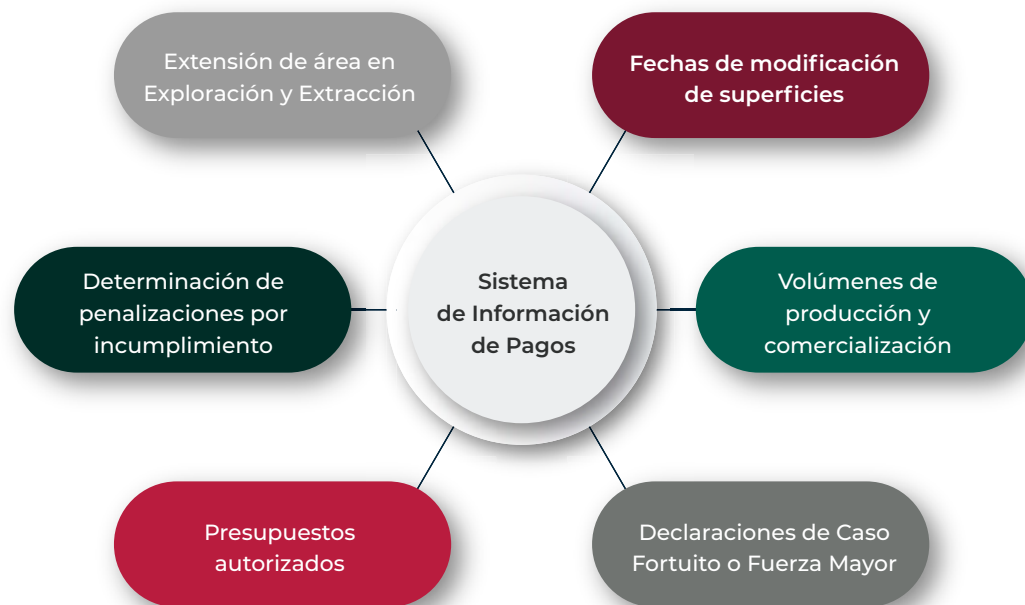 Extensión de área en
Exploración y Extracción
Fechas de modificación
de superficies
Determinación de
penalizaciones por
incumplimiento
Sistema
de Información
de Pagos
Volúmenes de
producción y
comercialización
Presupuestos
autorizados
Declaraciones de Caso
Fortuito o Fuerza Mayor